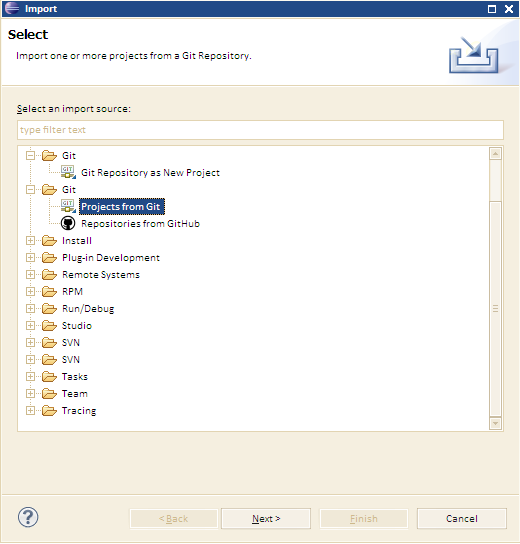 Import
Select
Import one or more projects from a Git Repository.
Select an import source:
type filter text
Git
GIT Git Repository as New Project
Git
GIT Projects from Git
Repositories from GitHub
Install
Plug-in Development
Remote Systems
RPM
Run/Debug
Studio
SVN
SVN
Tasks
Team
Tracing
? < Back Next > Finish Cancel